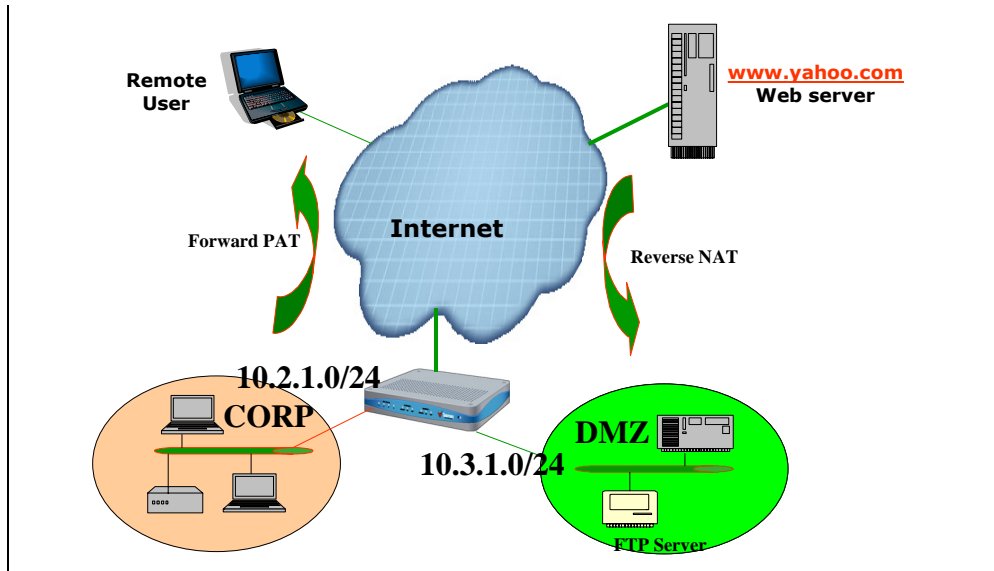 Remote
User
www.yahoo.com
Web server
Internet
Forward PAT
Reverse NAT
10.2.1.0/24
CORP
DMZ
10.3.1.0/24
FTP Server